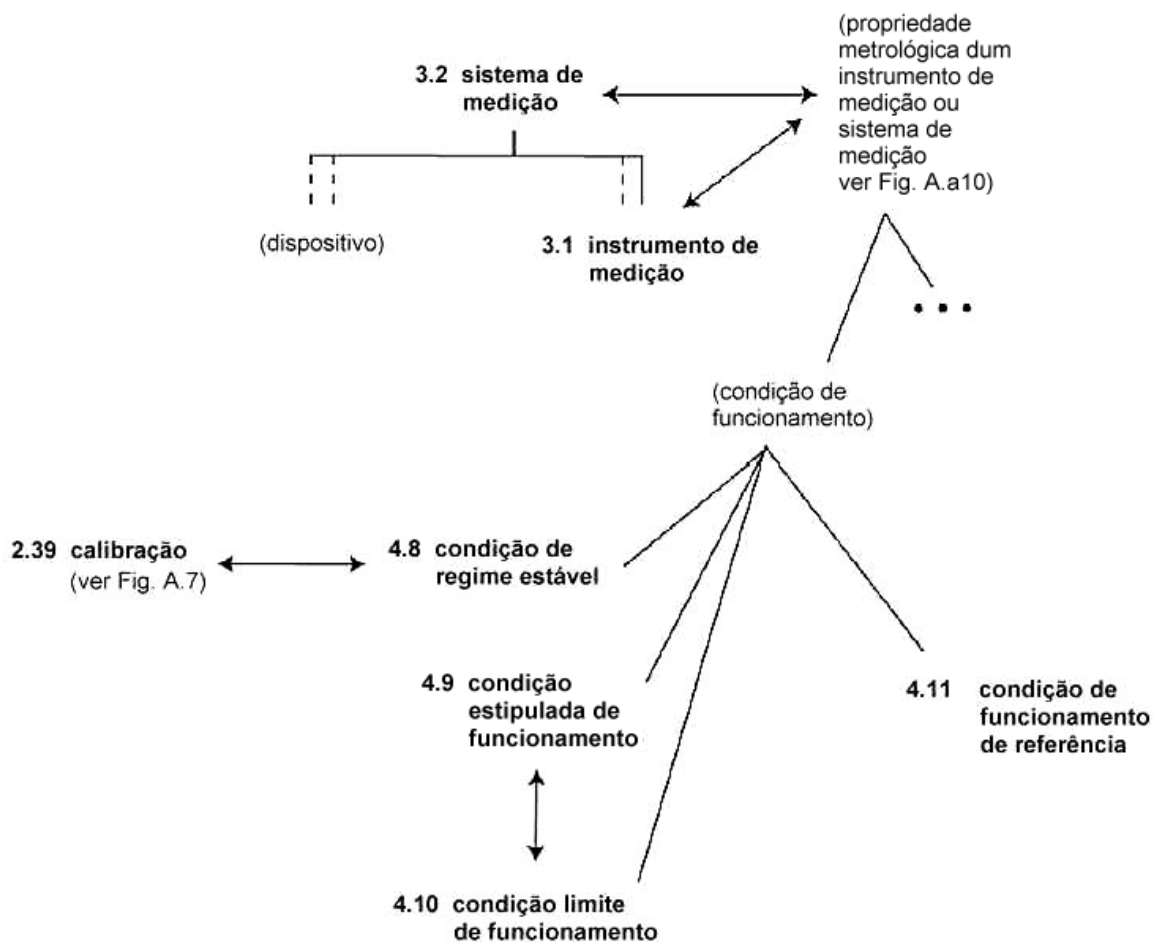 (propriedade
metrológica dum
instrumento de
medição ou
sistema de
medição
ver Fig. A.a10)
3.2 sistema de
medição
(dispositivo)
3.1 instrumento de
medição
• • •
(condição de
funcionamento)
2.39 calibração
(ver Fig. A.7)
4.8 condição de
regime estável
4.9 condição
estipulada de
funcionamento
4.11 condição de
funcionamento
de referência
4.10 condição limite
de funcionamento